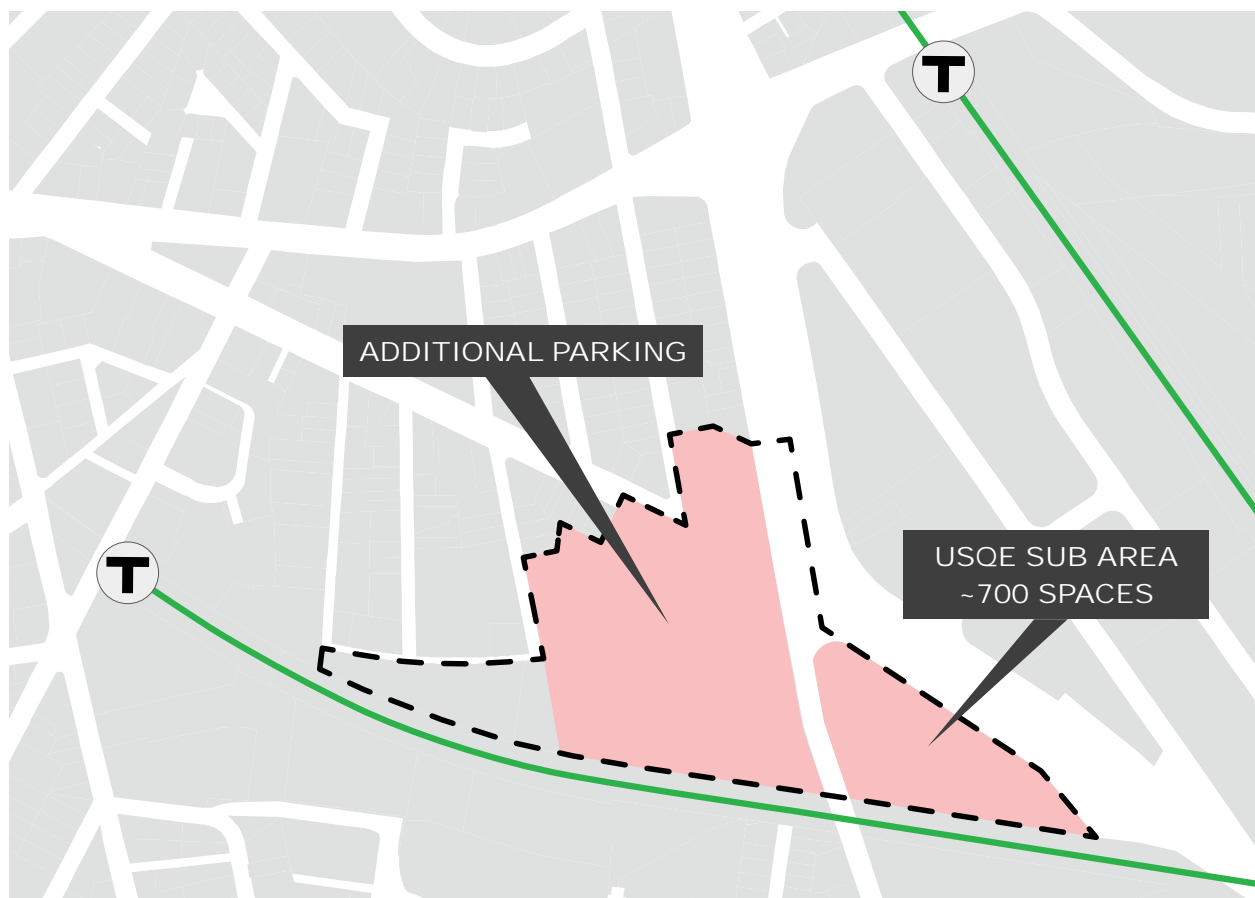 T
ADDITIONAL PARKING
USQE SUB AREA
~700 SPACES
T